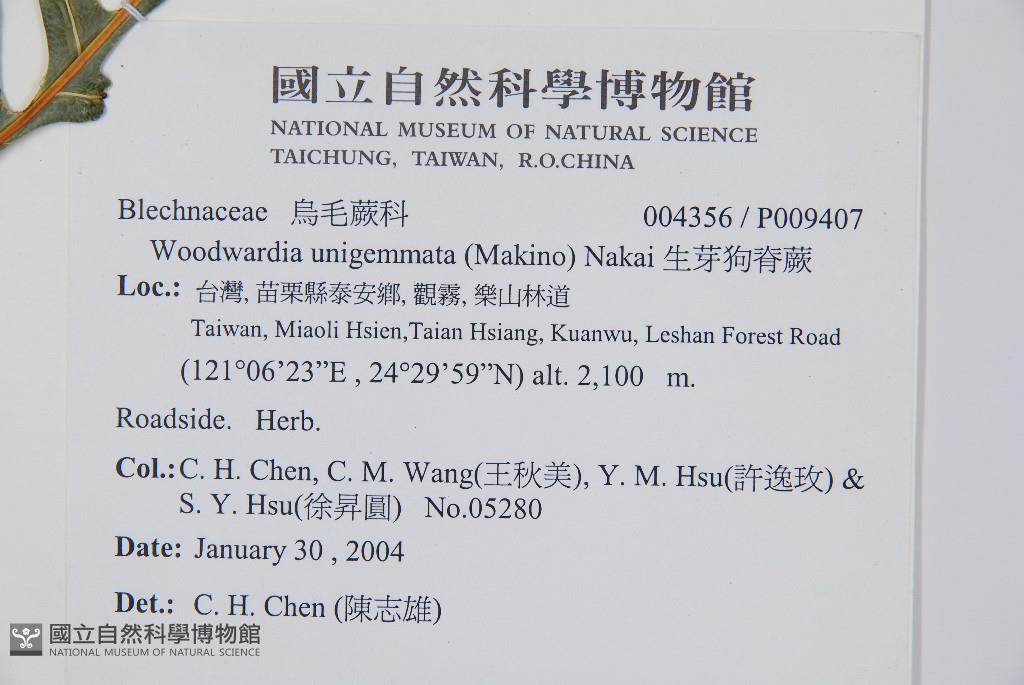 國立自然科學博物館
NATIONAL MUSEUM OF NATURAL SCIENCE
TAICHUNG, TAIWAN, R.O.CHINA
Blechnaceae 烏毛蕨科 004356 / P009407
Woodwardia unigemmata (Makino) Nakai 生芽狗脊蕨
Loc.: 台灣, 苗栗縣泰安鄉, 觀霧, 樂山林道
Taiwan, Miaoli Hsien,Taian Hsiang, Kuanwu, Leshan Forest Road
(121°06’23”E , 24°29’59”N) alt. 2,100 m.
Roadside. Herb.
Col.: C. H. Chen, C. M. Wang(王秋美), Y. M. Hsu(許逸玫) &
S. Y. Hsu(徐昇圓) No.05280
Date: January 30 , 2004
Det.: C. H. Chen (陳志雄)
國立自然科學博物館
NATIONAL MUSEUM OF NATURAL SCIENCE